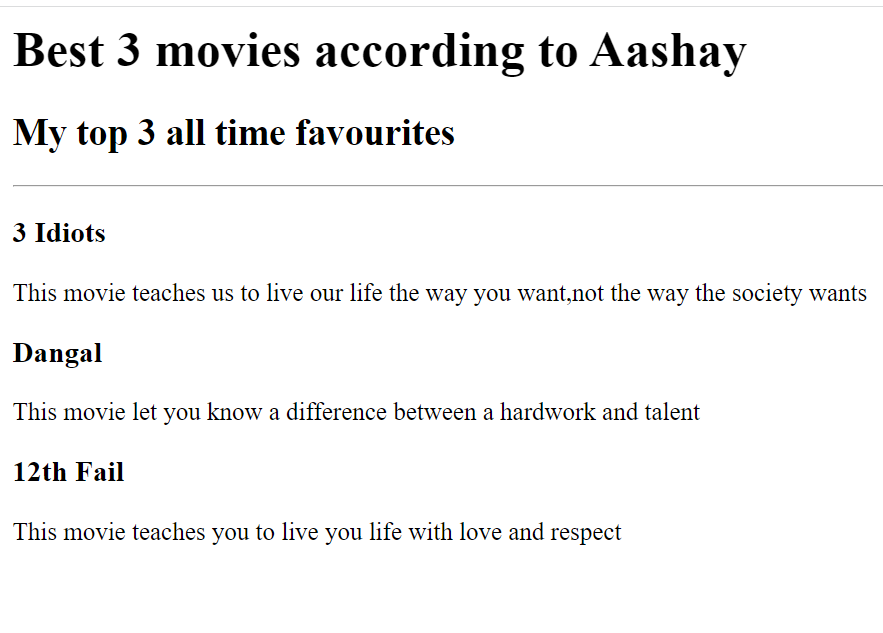 Best 3 movies according to Aashay
My top 3 all time favourites
3 Idiots
This movie teaches us to live our life the way you want,not the way the society wants
Dangal
This movie let you know a difference between a hardwork and talent
12th Fail
This movie teaches you to live you life with love and respect